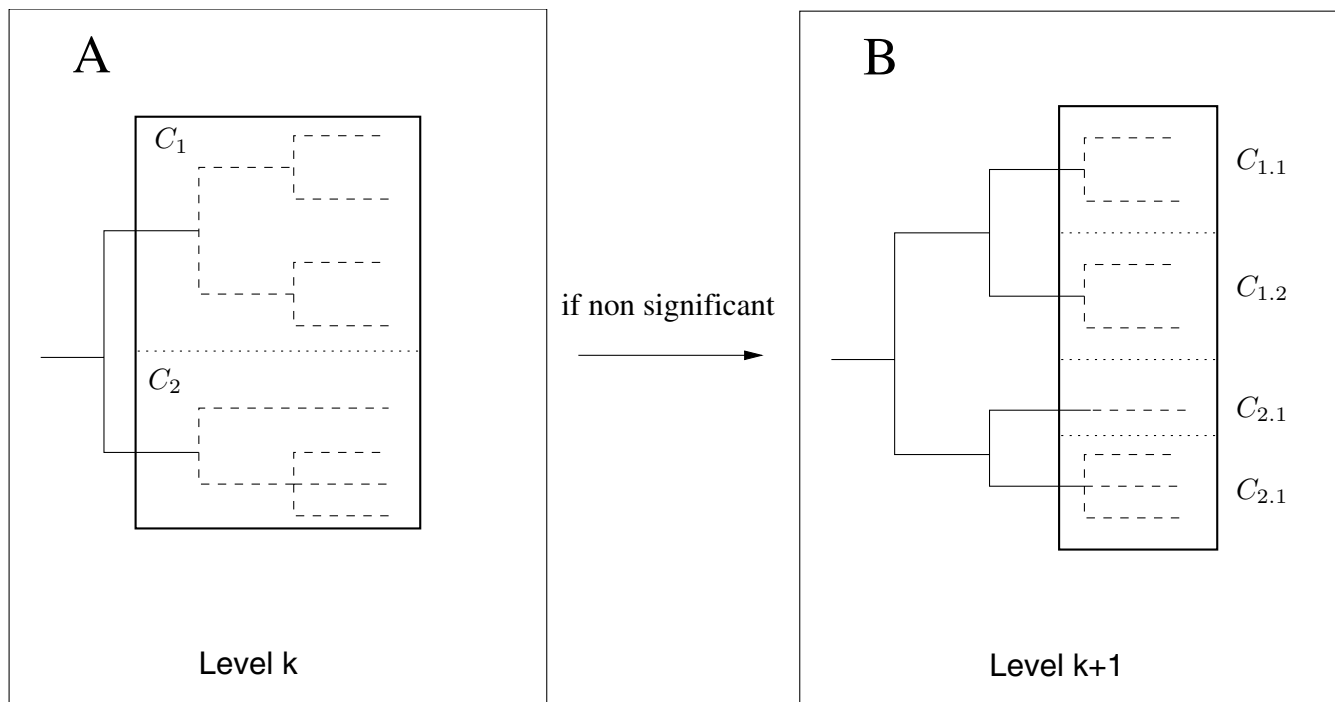 A
C₁
C₂
Level k
if non significant
B
C₁.₁
C₁.₂
C₂.₁
C₂.₁
Level k+1